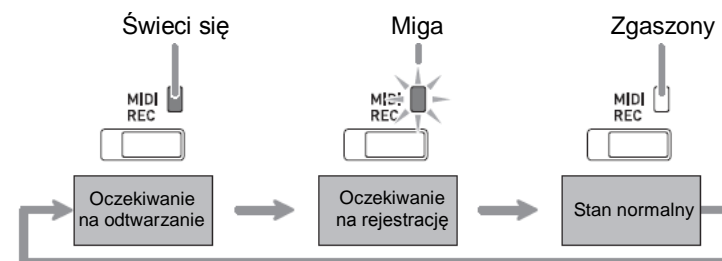 Świeci się
Miga
Zgaszony
MIDI
REC
MIDI
REC
MIDI
REC
Oczekiwanie
na odtwarzanie
Oczekiwanie
na rejestrację
Stan normalny